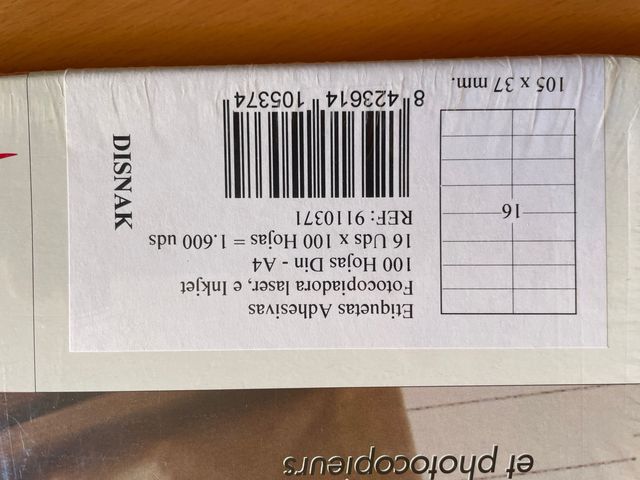 et photocopieurs
Etiquetas Adhesivas
Fotocopiadora laser, e Inkjet
100 Hojas Din - A4
16 Uds x 100 Hojas = 1.600 uds
REF: 9110371
8 423614 105374
DISNAK
16
105 x 37 mm.